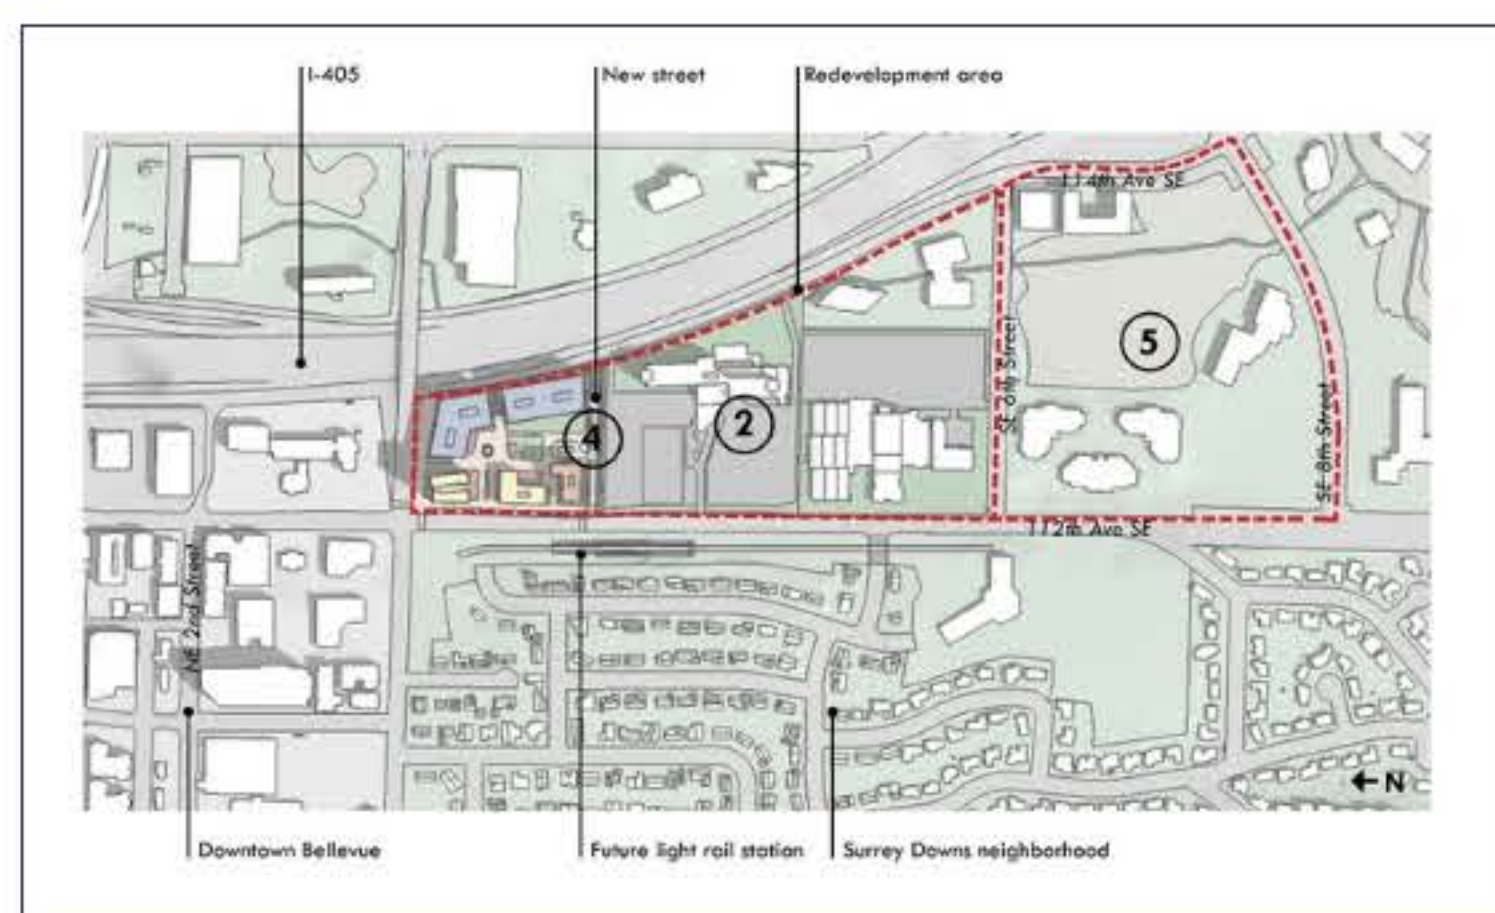 I-405
New street
Redevelopment area
114th Ave SE
5
SE 6th Street
4
2
SE 8th Street
112th Ave SE
NE 2nd Street
N
Downtown Bellevue
Future light rail station
Surrey Downs neighborhood